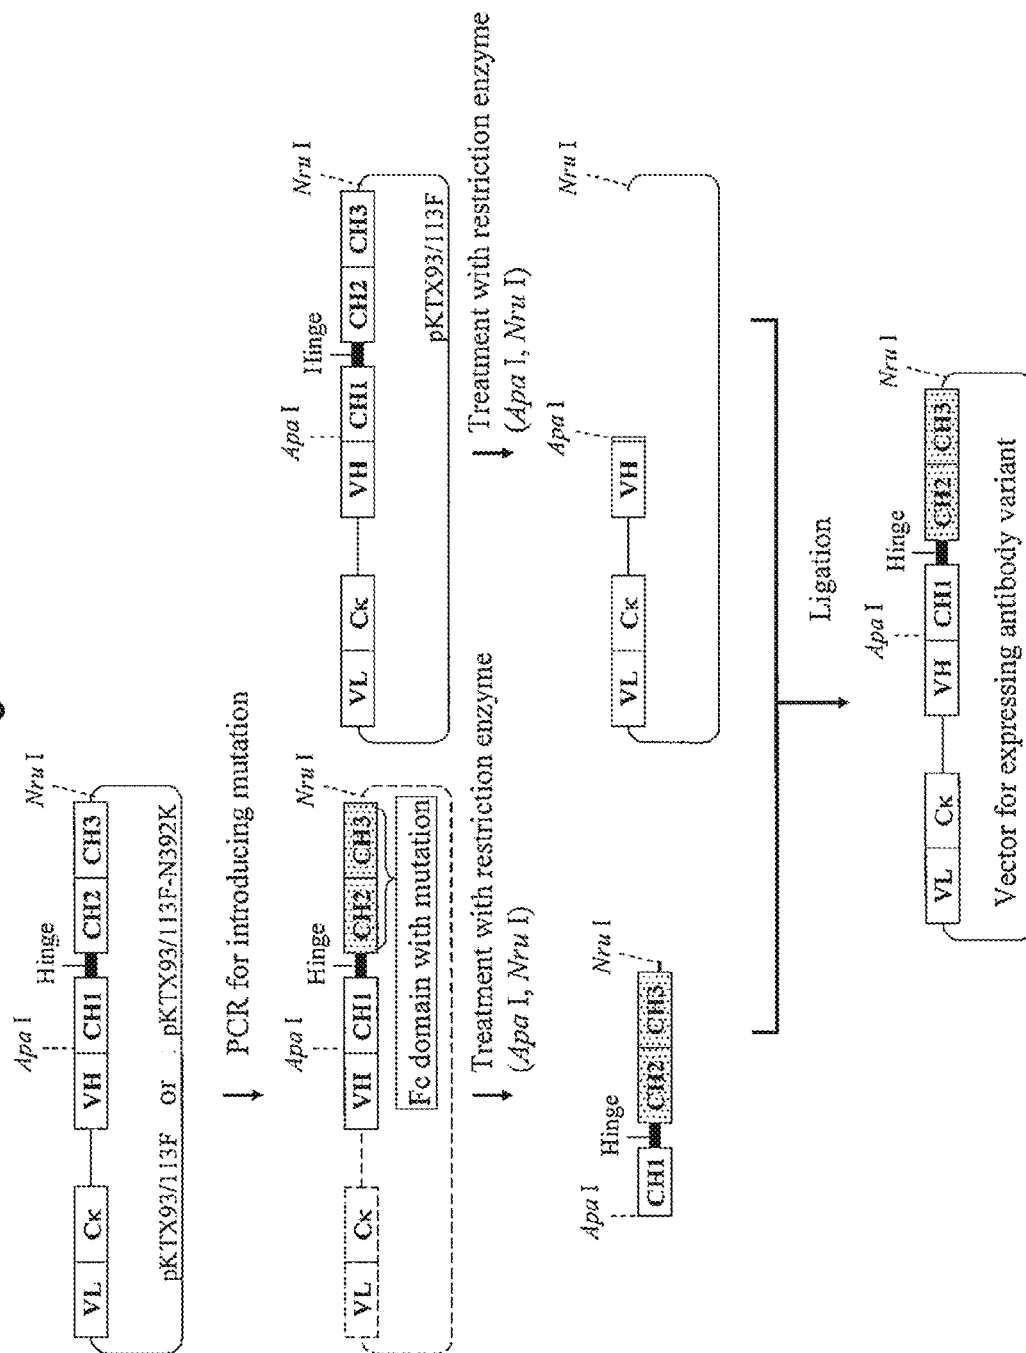 Apa I
Hinge
Nru I
VL Cκ VH CH1 CH2 CH3
pKTX93/113F or pKTX93/113F-N392K
PCR for introducing mutation
Apa I
Hinge
Nru I
VL Cκ VH CH1 CH2 CH3
Fc domain with mutation
Treatment with restriction enzyme
(Apa I, Nru I)
Apa I
Hinge
Nru I
CH1 CH2 CH3
Apa I
Hinge
Nru I
VL Cκ VH CH1 CH2 CH3
pKTX93/113F
Treatment with restriction enzyme
(Apa I, Nru I)
Apa I
Nru I
VL Cκ VH
Ligation
Apa I
Hinge
Nru I
VL Cκ VH CH1 CH2 CH3
Vector for expressing antibody variant